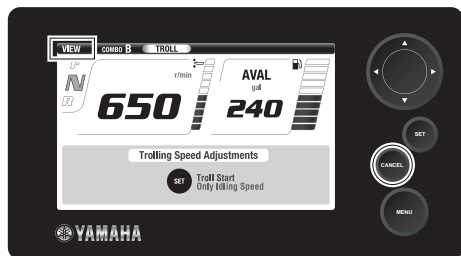 VIEW COMBO B TROLL
F
N
R
r/min
650
AVAL
gal
240
Trolling Speed Adjustments
SET Troll Start
Only Idling Speed
SET
CANCEL
MENU
YAMAHA